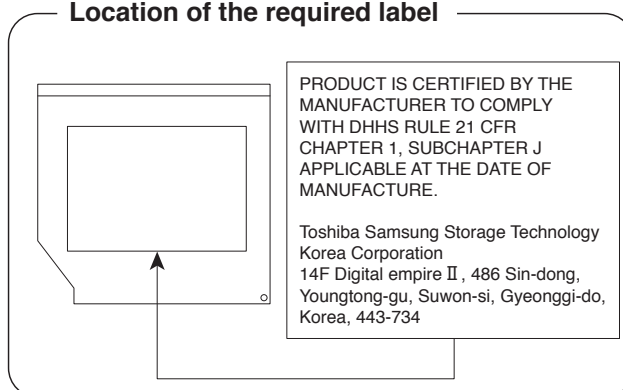 Location of the required label
PRODUCT IS CERTIFIED BY THE
MANUFACTURER TO COMPLY
WITH DHHS RULE 21 CFR
CHAPTER 1, SUBCHAPTER J
APPLICABLE AT THE DATE OF
MANUFACTURE.
Toshiba Samsung Storage Technology
Korea Corporation
14F Digital empire Ⅱ, 486 Sin-dong,
Youngtong-gu, Suwon-si, Gyeonggi-do,
Korea, 443-734